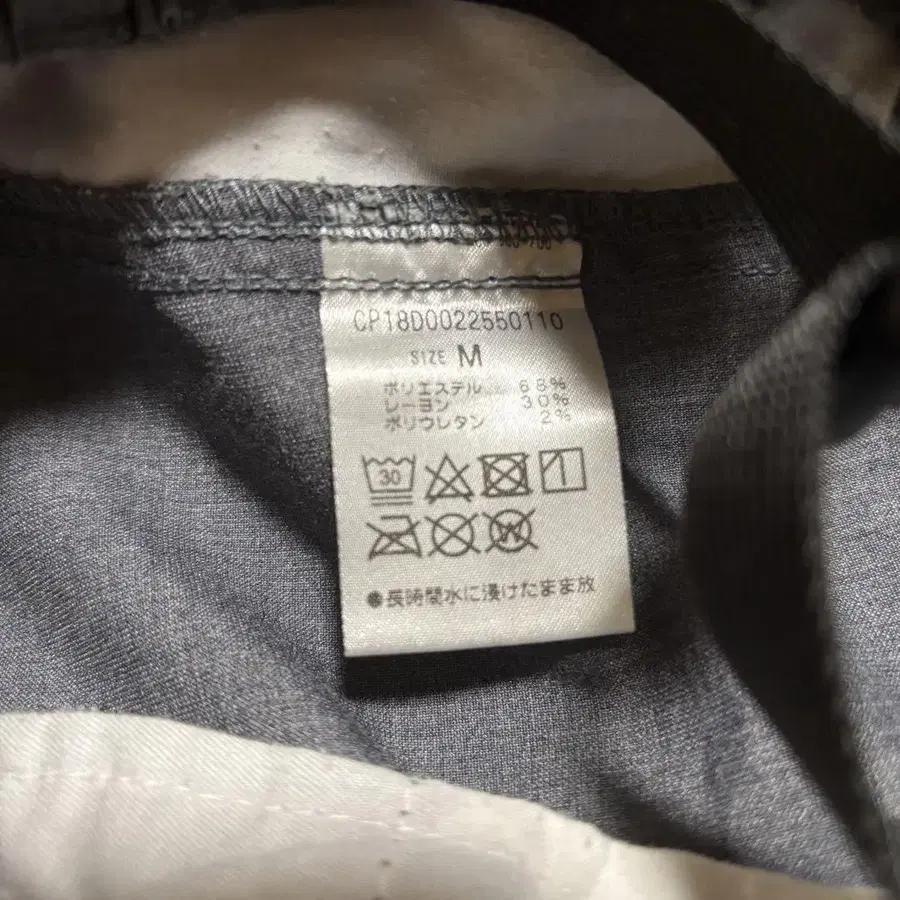 CP18D0022550110
SIZE M
ポリエステル 68%
レーヨン 30%
ポリウレタン 2%
30
W
●長時間水に浸けたまま放